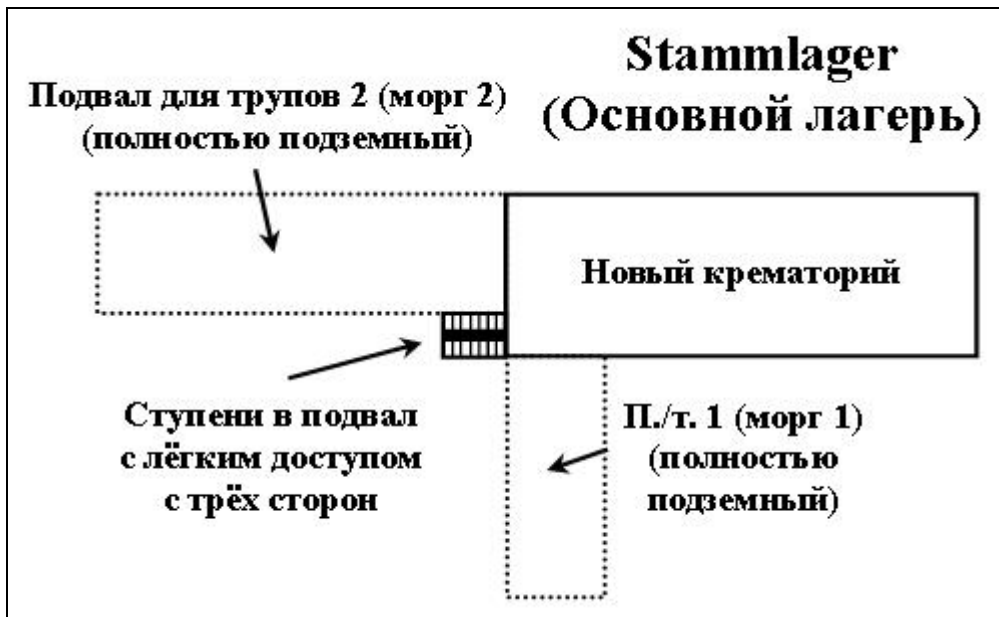 Stammlager
(Основной лагерь)
Подвал для трупов 2 (морг 2)
(полностью подземный)
Новый крематорий
Ступени в подвал
с лёгким доступом
с трёх сторон
П./т. 1 (морг 1)
(полностью
подземный)